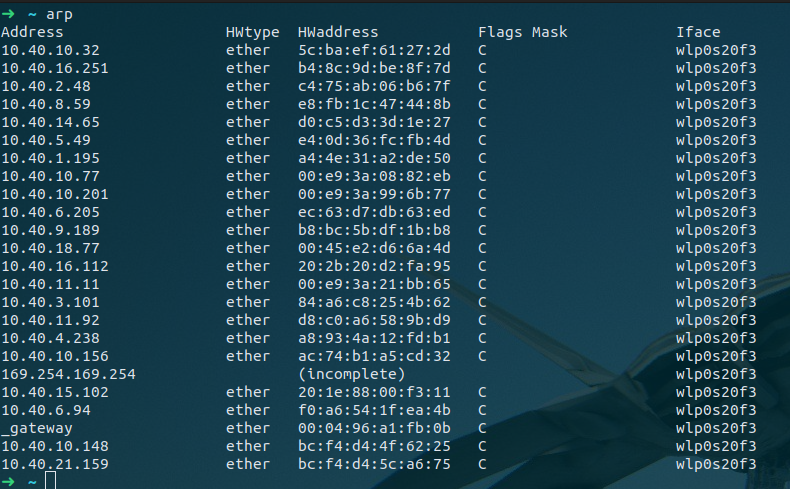 ➜ ~ arp
Address HWtype HWaddress Flags Mask Iface
10.40.10.32 ether 5c:ba:ef:61:27:2d C wlp0s20f3
10.40.16.251 ether b4:8c:9d:be:8f:7d C wlp0s20f3
10.40.2.48 ether c4:75:ab:06:b6:7f C wlp0s20f3
10.40.8.59 ether e8:fb:1c:47:44:8b C wlp0s20f3
10.40.14.65 ether d0:c5:d3:3d:1e:27 C wlp0s20f3
10.40.5.49 ether e4:0d:36:fc:fb:4d C wlp0s20f3
10.40.1.195 ether a4:4e:31:a2:de:50 C wlp0s20f3
10.40.10.77 ether 00:e9:3a:08:82:eb C wlp0s20f3
10.40.10.201 ether 00:e9:3a:99:6b:77 C wlp0s20f3
10.40.6.205 ether ec:63:d7:db:63:ed C wlp0s20f3
10.40.9.189 ether b8:bc:5b:df:1b:b8 C wlp0s20f3
10.40.18.77 ether 00:45:e2:d6:6a:4d C wlp0s20f3
10.40.16.112 ether 20:2b:20:d2:fa:95 C wlp0s20f3
10.40.11.11 ether 00:e9:3a:21:bb:65 C wlp0s20f3
10.40.3.101 ether 84:a6:c8:25:4b:62 C wlp0s20f3
10.40.11.92 ether d8:c0:a6:58:9b:d9 C wlp0s20f3
10.40.4.238 ether a8:93:4a:12:fd:b1 C wlp0s20f3
10.40.10.156 ether ac:74:b1:a5:cd:32 C wlp0s20f3
169.254.169.254 (incomplete) wlp0s20f3
10.40.15.102 ether 20:1e:88:00:f3:11 C wlp0s20f3
10.40.6.94 ether f0:a6:54:1f:ea:4b C wlp0s20f3
_gateway ether 00:04:96:a1:fb:0b C wlp0s20f3
10.40.10.148 ether bc:f4:d4:4f:62:25 C wlp0s20f3
10.40.21.159 ether bc:f4:d4:5c:a6:75 C wlp0s20f3
➜ ~